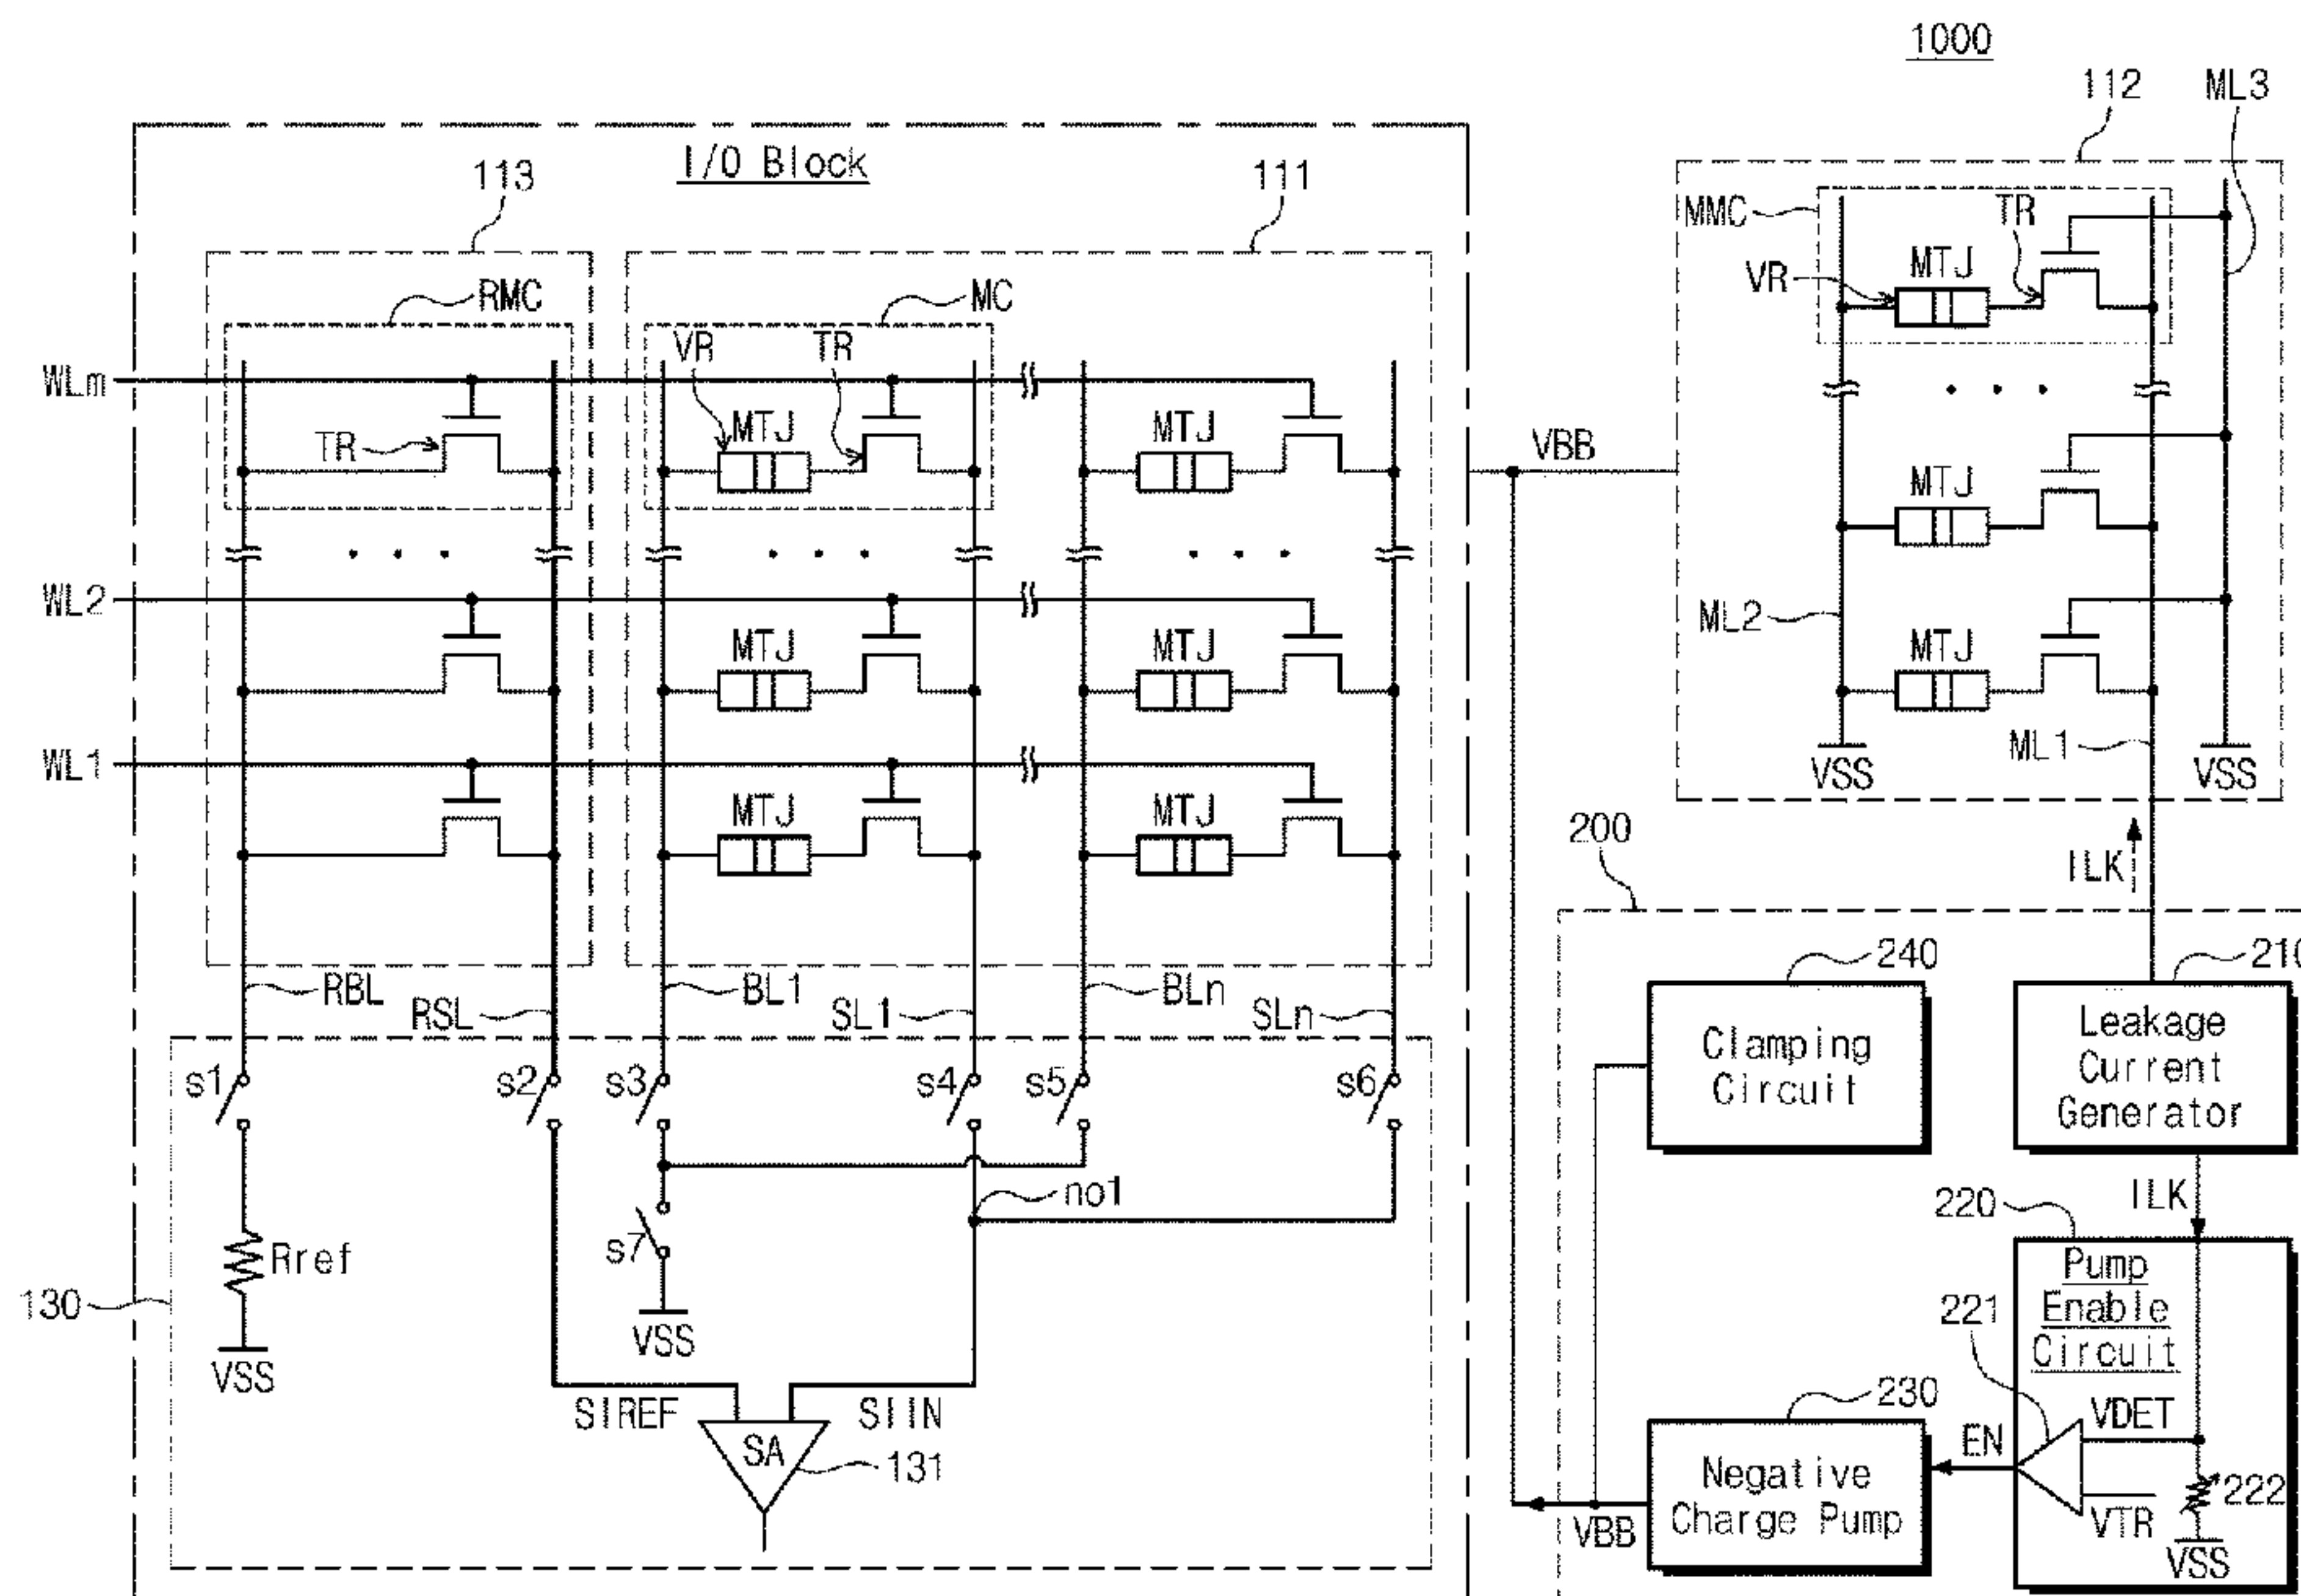 1000
112
ML3
I/O Block
113
111
MMC
TR
MTJ
VR
RMC
MC
VR
TR
WLm
MTJ
MTJ
TR
VBB
MTJ
WL2
ML2
MTJ
MTJ
MTJ
WL1
ML1
VSS
VSS
MTJ
MTJ
200
ILK
240
210
RBL
BL1
BLn
RSL
SL1
SLn
Clamping
Circuit
Leakage
Current
Generator
s1
s2
s3
s4
s5
s6
no1
ILK
220
s7
Rref
Pump
Enable
Circuit
221
130
VSS
VSS
SIREF
SIIN
230
VDET
SA
131
EN
Negative
Charge Pump
222
VTR
VBB
VSS